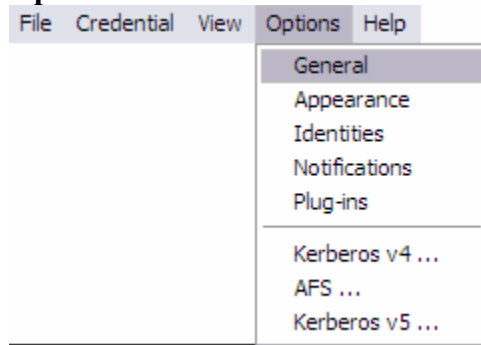 File Credential View Options Help
General
Appearance
Identities
Notifications
Plug-ins
Kerberos v4 ...
AFS ...
Kerberos v5 ...